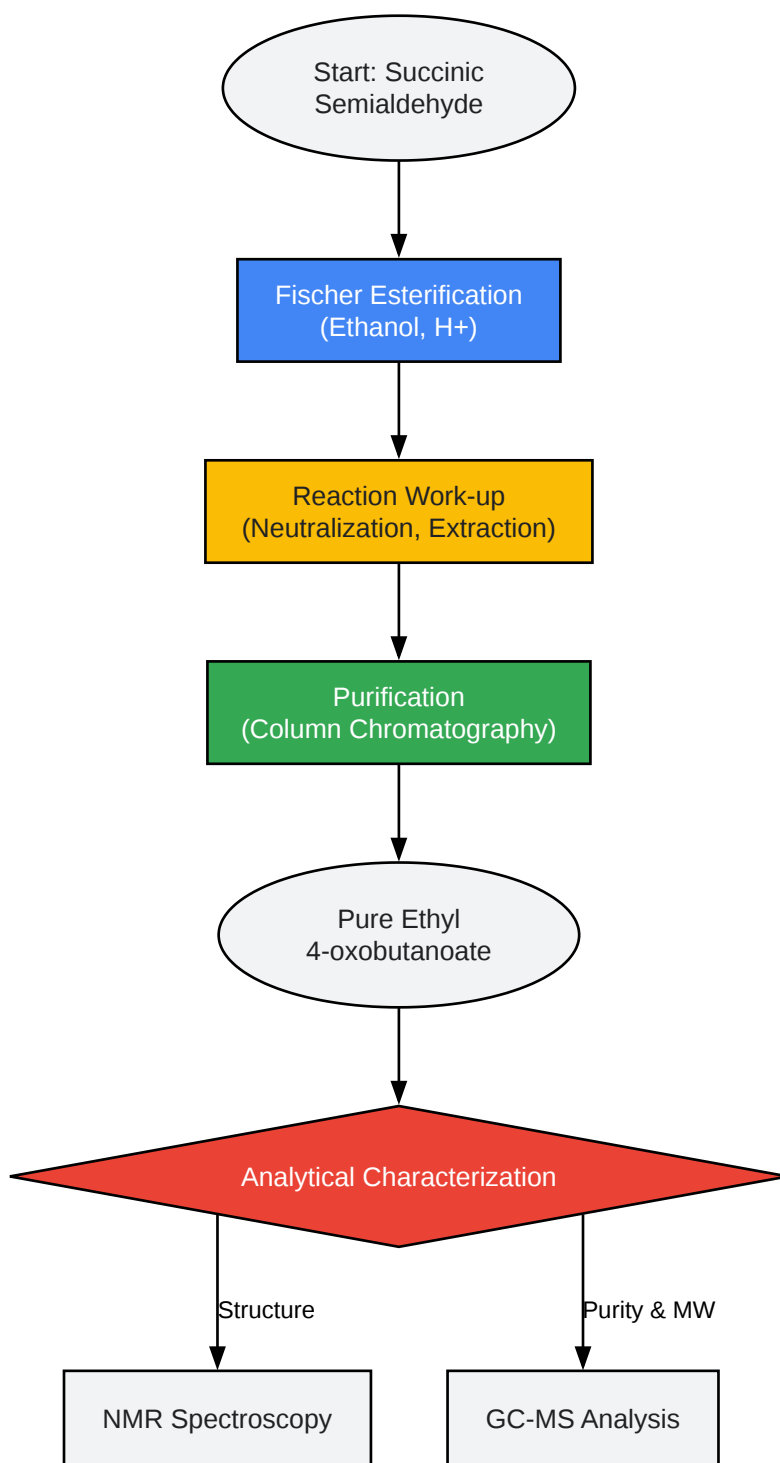 Start: Succinic
Semialdehyde
Fischer Esterification
(Ethanol, H+)
Reaction Work-up
(Neutralization, Extraction)
Purification
(Column Chromatography)
Pure Ethyl
4-oxobutanoate
Analytical Characterization
Structure
Purity & MW
NMR Spectroscopy
GC-MS Analysis